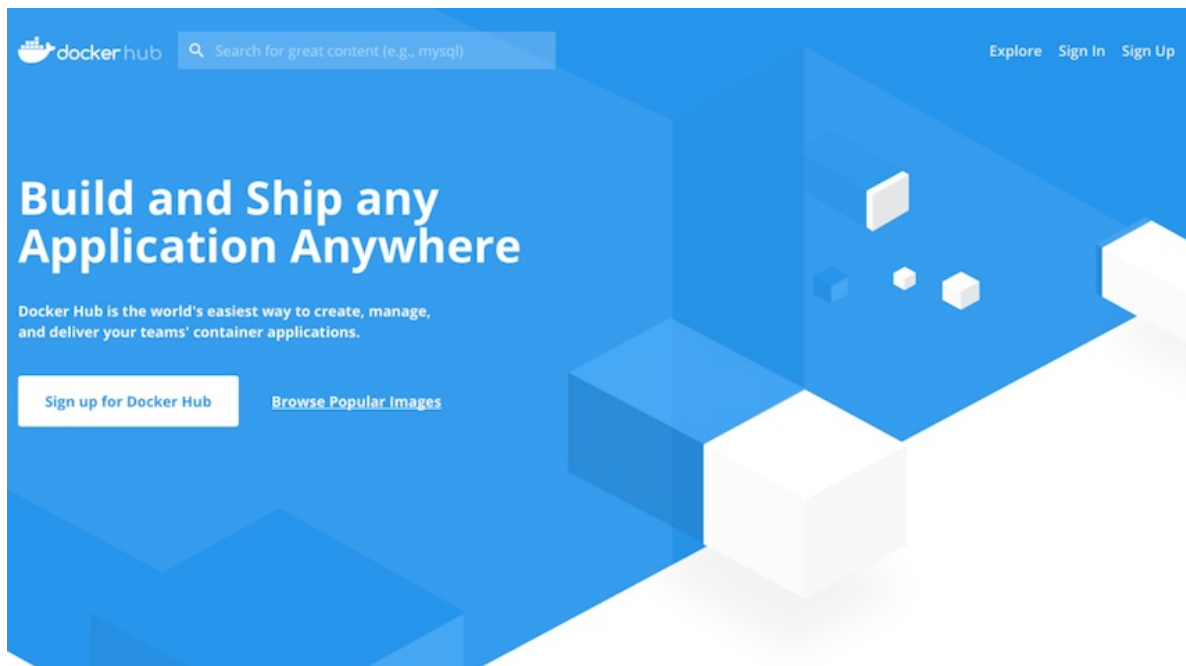 dockerhub
Search for great content (e.g., mysql)
Explore Sign In Sign Up
Build and Ship any
Application Anywhere
Docker Hub is the world's easiest way to create, manage,
and deliver your teams' container applications.
Sign up for Docker Hub
Browse Popular Images